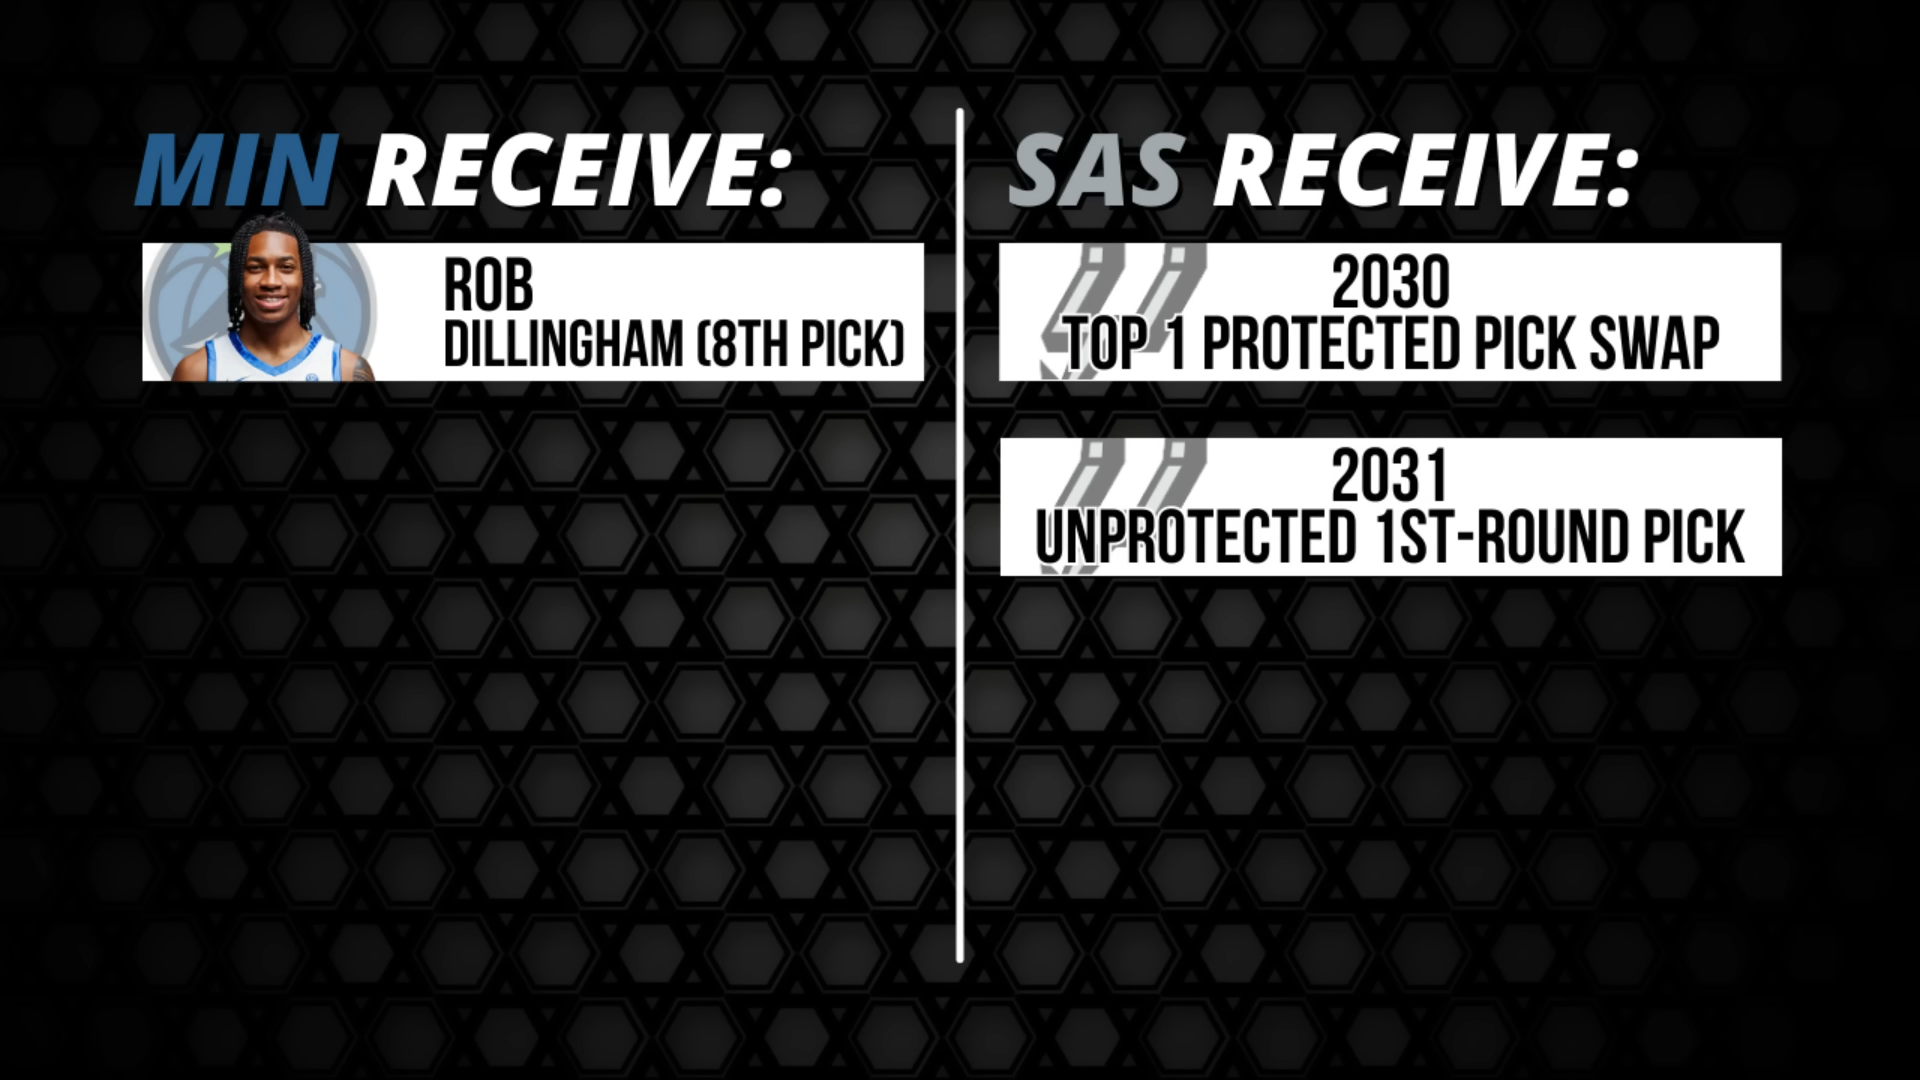 MIN RECEIVE:
ROB
DILLINGHAM (8TH PICK)
SAS RECEIVE:
2030
TOP 1 PROTECTED PICK SWAP
2031
UNPROTECTED 1ST-ROUND PICK